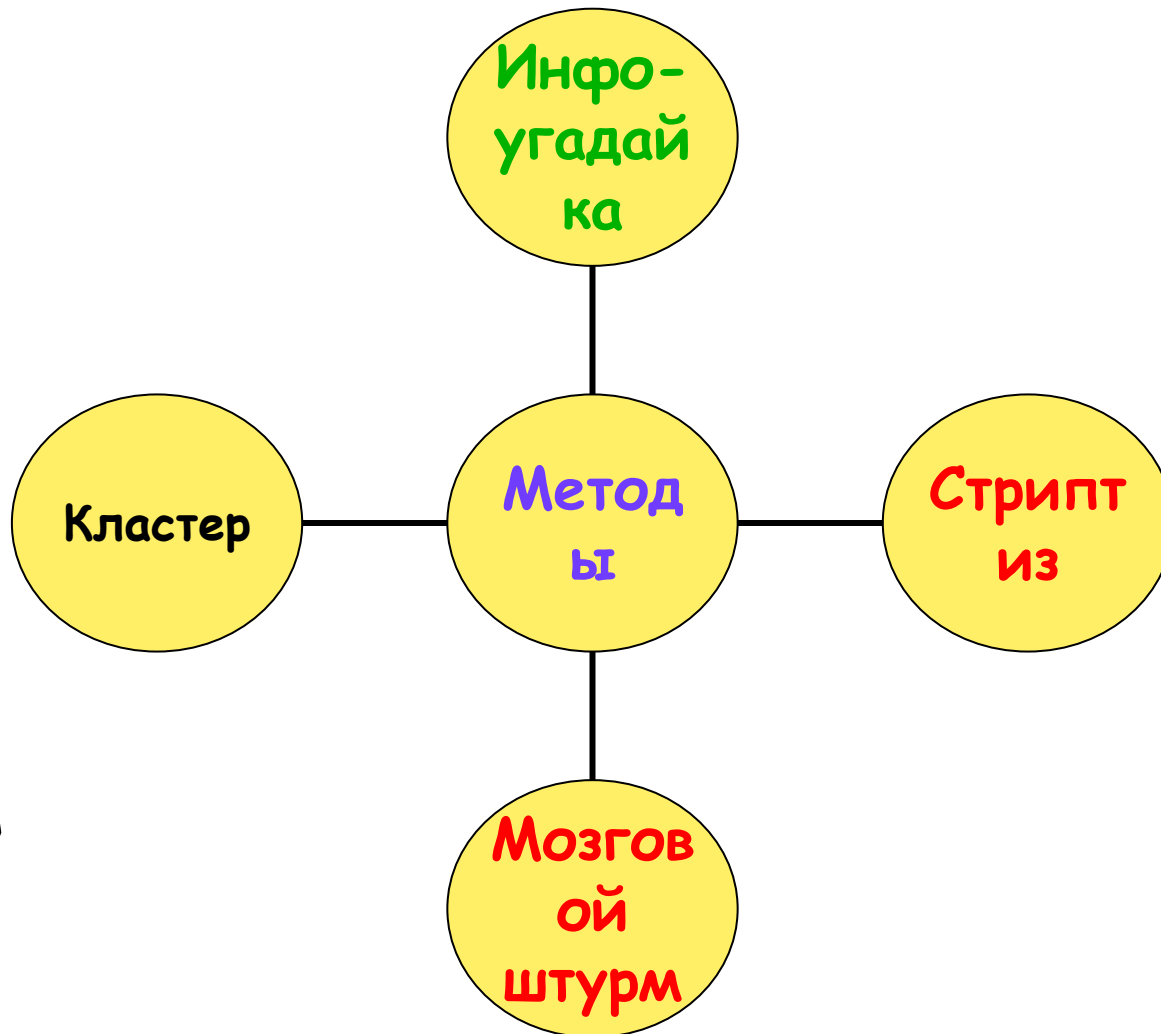 Инфо-
угадай
ка
Кластер
Метод
ы
Стрипт
из
Мозгов
ой
штурм